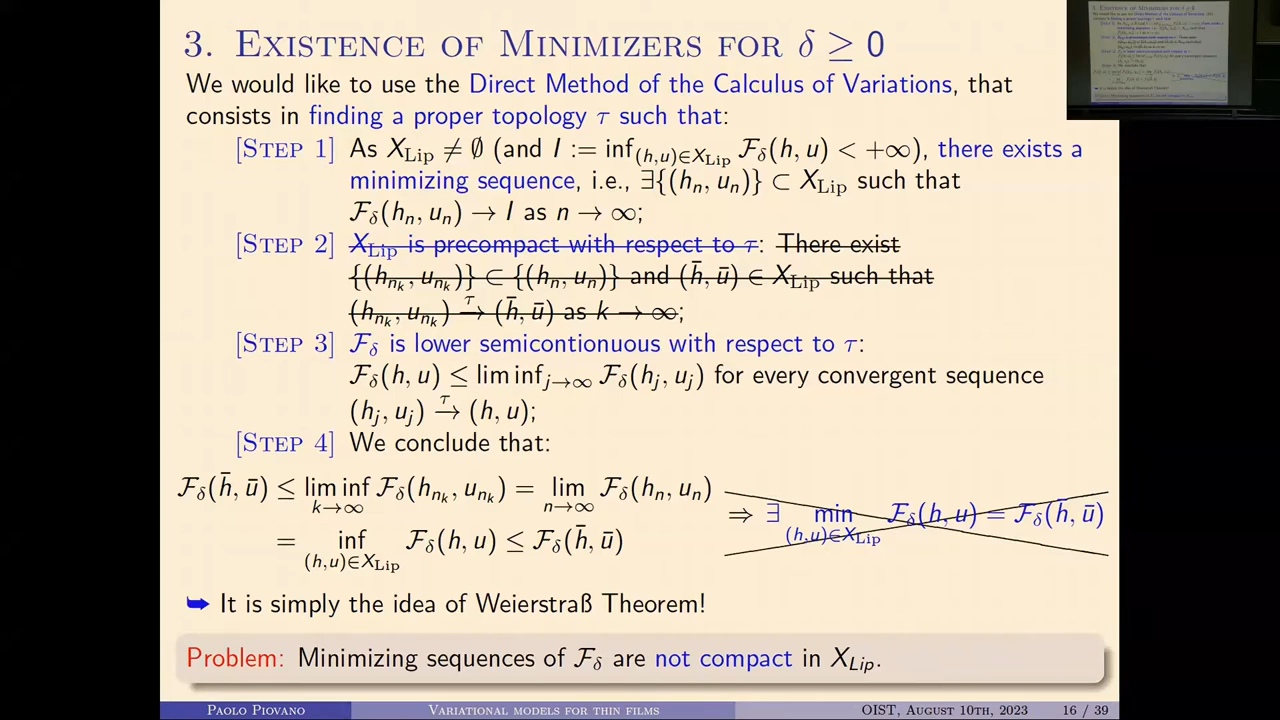 3. Existence of Minimizers for δ ≥ 0
We would like to use the Direct Method of the Calculus of Variations, that
consists in finding a proper topology τ such that:
[Step 1] As X_Lip ≠ ∅ (and I := inf_{(h,u)∈X_Lip} F_δ(h, u) < +∞), there exists a
minimizing sequence, i.e., ∃{(h_n, u_n)} ⊂ X_Lip such that
F_δ(h_n, u_n) → I as n → ∞;
[Step 2] X_Lip is precompact with respect to τ: There exist
{(h_{n_k}, u_{n_k})} ⊂ {(h_n, u_n)} and (h̄, ū) ∈ X_Lip such that
(h_{n_k}, u_{n_k}) →^τ (h̄, ū) as k → ∞;
[Step 3] F_δ is lower semicontionuous with respect to τ:
F_δ(h, u) ≤ lim inf_{j→∞} F_δ(h_j, u_j) for every convergent sequence
(h_j, u_j) →^τ (h, u);
[Step 4] We conclude that:
F_δ(h̄, ū) ≤ lim inf_{k→∞} F_δ(h_{n_k}, u_{n_k}) = lim_{n→∞} F_δ(h_n, u_n)
= inf_{(h,u)∈X_Lip} F_δ(h, u) ≤ F_δ(h̄, ū)
⇒ ∃ min_{(h,u)∈X_Lip} F_δ(h, u) = F_δ(h̄, ū)
➥ It is simply the idea of Weierstraß Theorem!
Problem: Minimizing sequences of F_δ are not compact in X_Lip.
Paolo Piovano Variational models for thin films OIST, August 10th, 2023 16 / 39